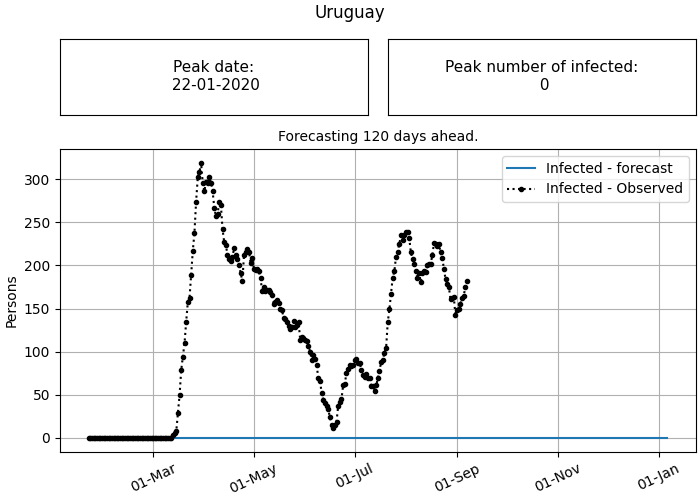 Uruguay
Peak date:
22-01-2020
Peak number of infected:
0
Forecasting 120 days ahead.
Infected - forecast
Infected - Observed
Persons
300
250
200
150
100
50
0
01-Mar
01-May
01-Jul
01-Sep
01-Nov
01-Jan